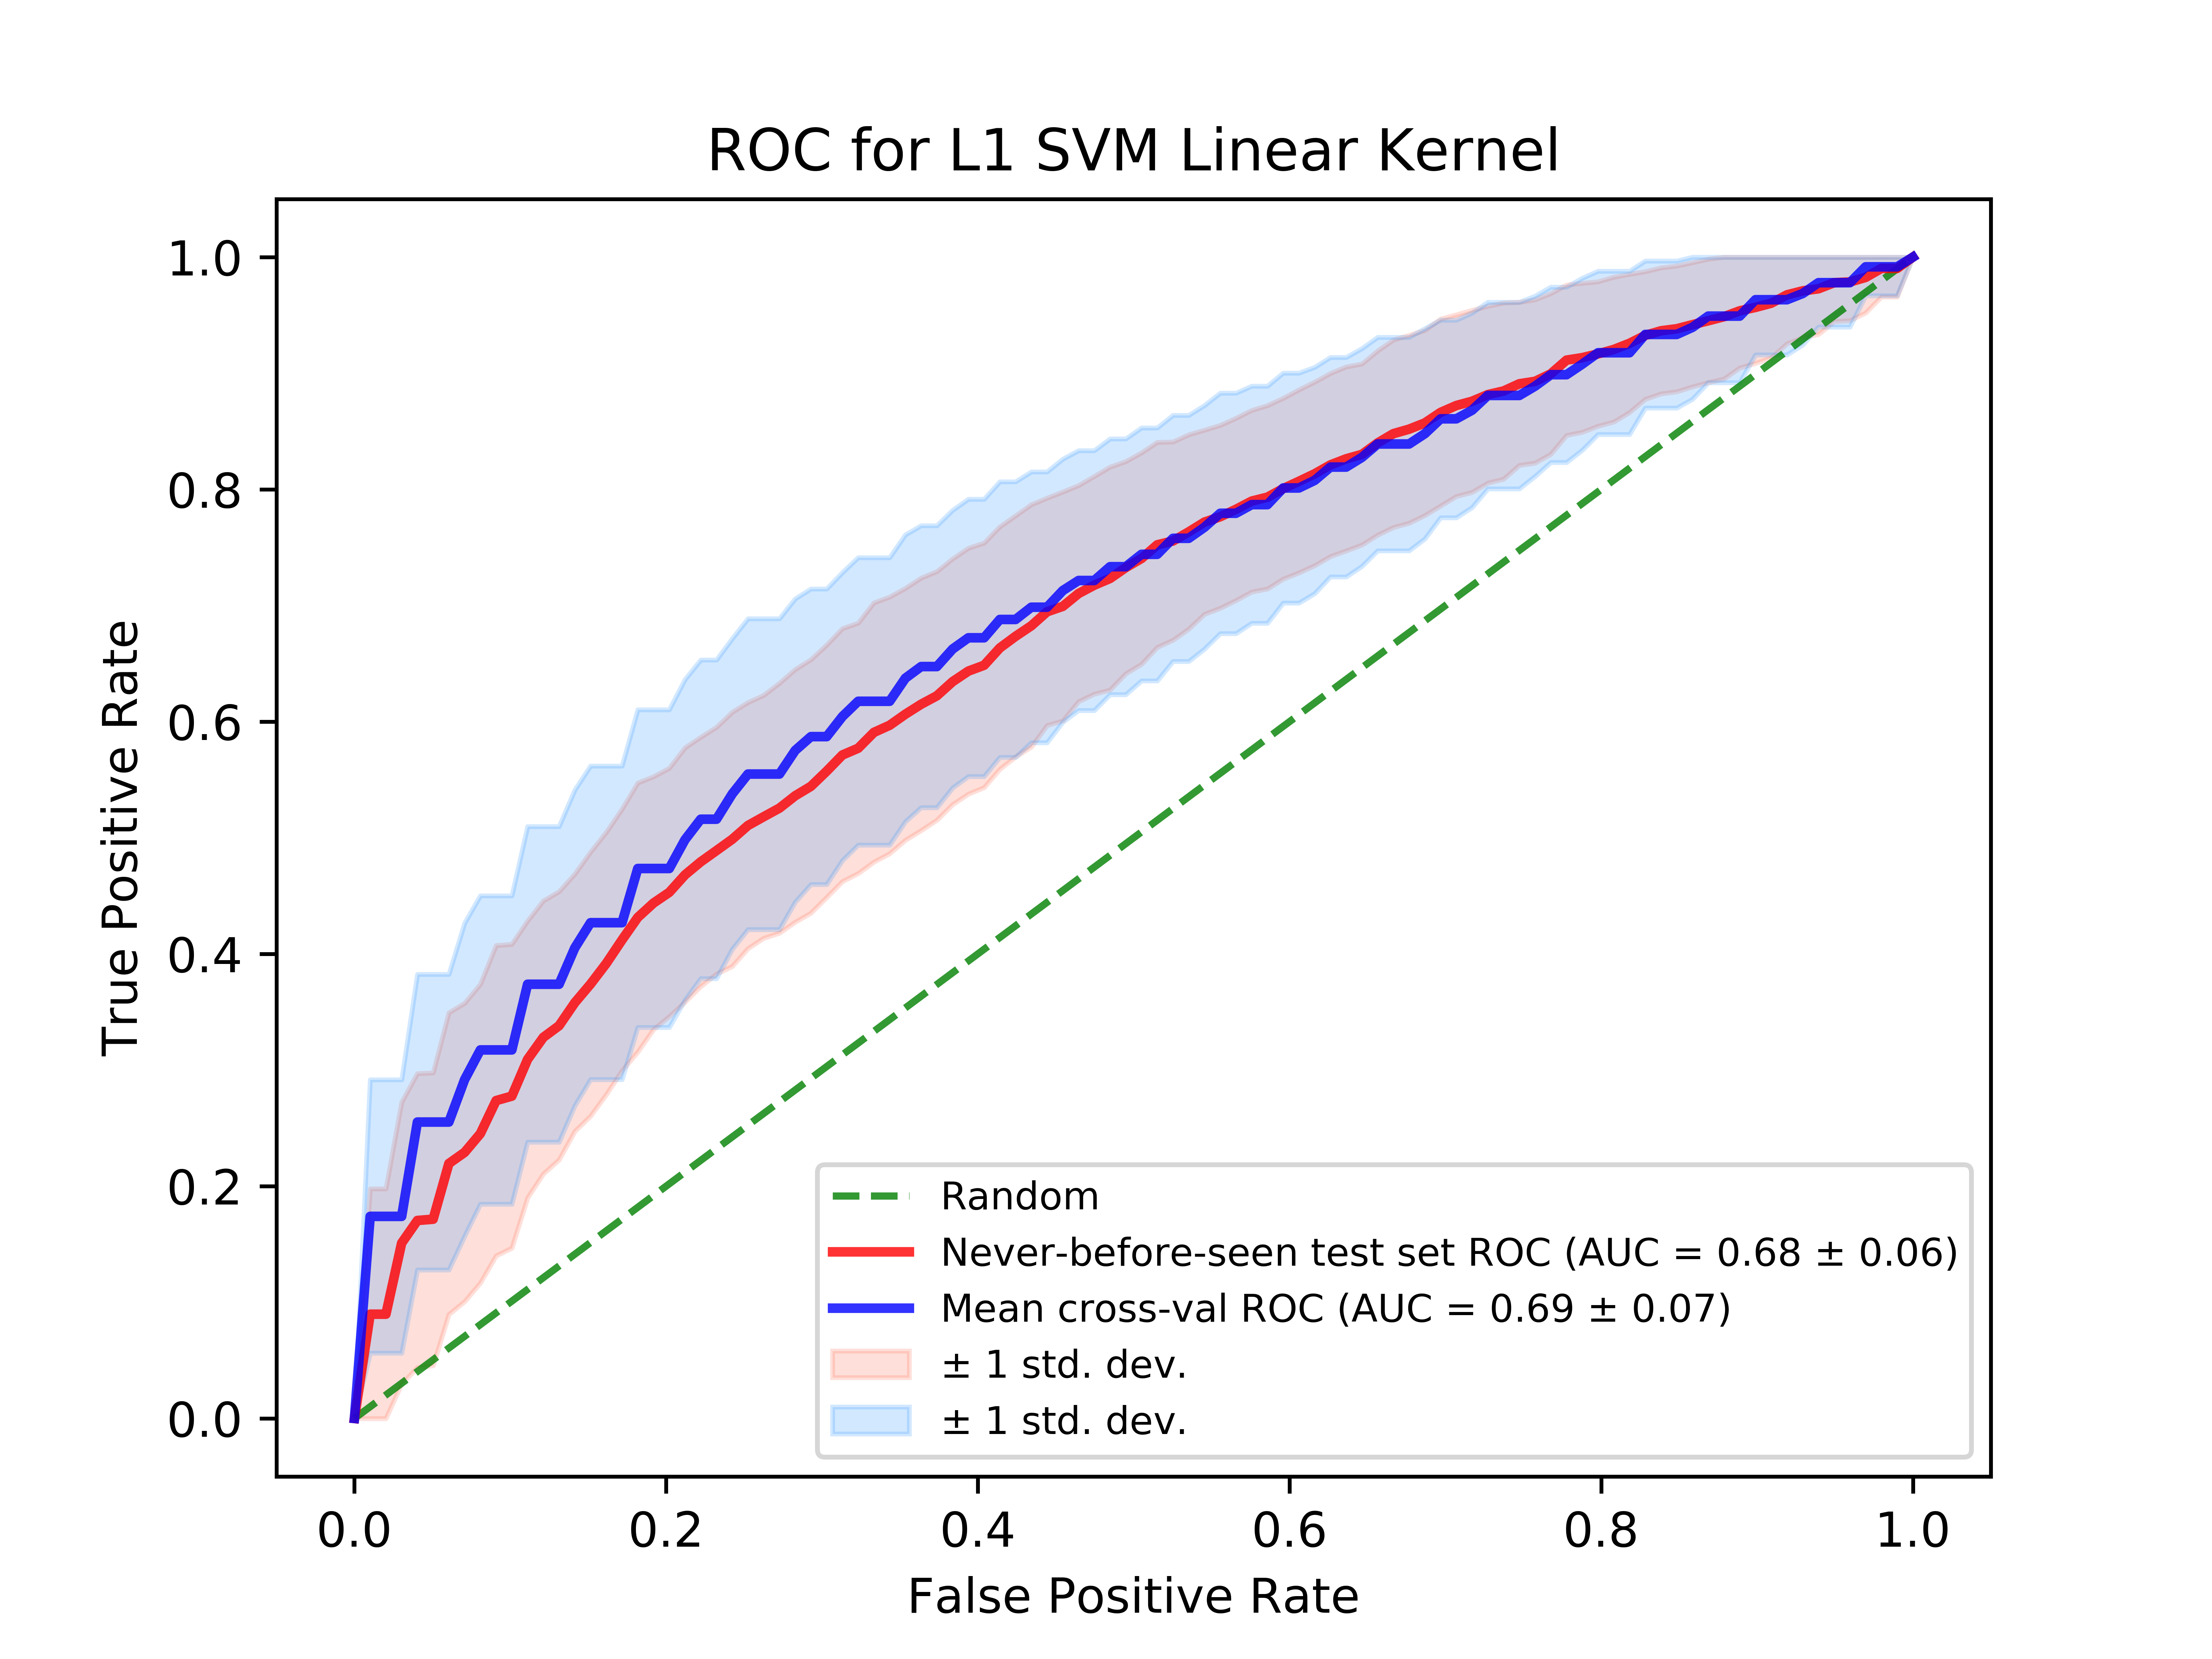 ROC for L1 SVM Linear Kernel
True Positive Rate
1.0
0.8
0.6
0.4
0.2
0.0
Random
Never-before-seen test set ROC (AUC = 0.68 ± 0.06)
Mean cross-val ROC (AUC = 0.69 ± 0.07)
± 1 std. dev.
± 1 std. dev.
0.0 0.2 0.4 0.6 0.8 1.0
False Positive Rate